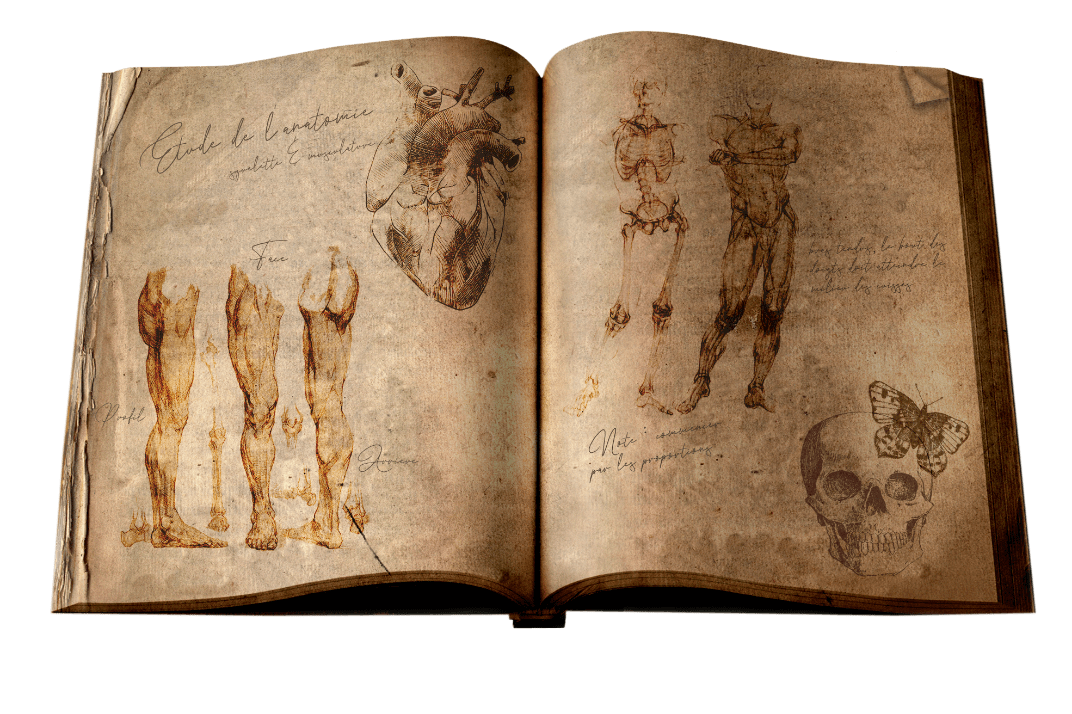 Etude de l'anatomie
squelette & musculature
Face
Profil
Arrière
bras tendus, le bout des
doigts doit atteindre le
milieu des cuisses
Note : commencer
par les proportions